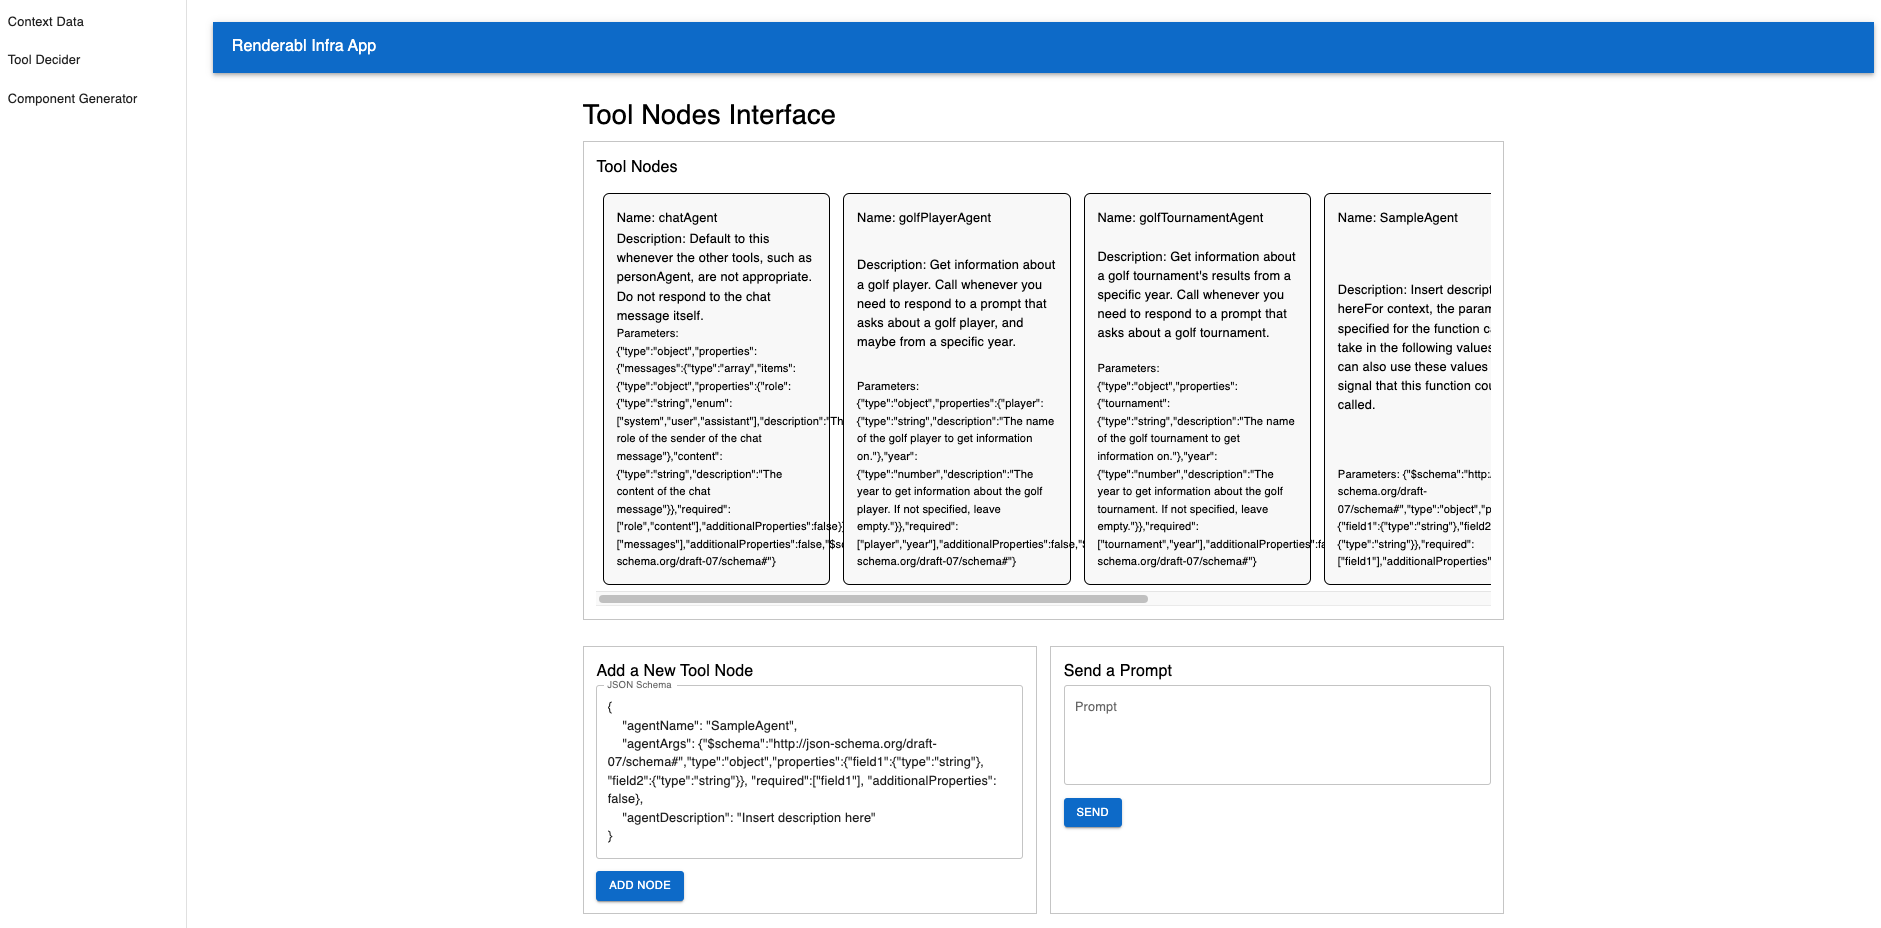 Context Data
Tool Decider
Component Generator
Renderabl Infra App
Tool Nodes Interface
Tool Nodes
Name: chatAgent
Description: Default to this
whenever the other tools, such as
personAgent, are not appropriate.
Do not respond to the chat
message itself.
Parameters:
{"type":"object","properties":
{"messages":{"type":"array","items":
{"type":"object","properties":{"role":
{"type":"string","enum":
["system","user","assistant"],"description":"Th
role of the sender of the chat
message"},"content":
{"type":"string","description":"The
content of the chat
message"}},"required":
["role","content"],"additionalProperties":false}}
["messages"],"additionalProperties":false,"$sc
schema.org/draft-07/schema#"}
Name: golfPlayerAgent
Description: Get information about
a golf player. Call whenever you
need to respond to a prompt that
asks about a golf player, and
maybe from a specific year.
Parameters:
{"type":"object","properties":{"player":
{"type":"string","description":"The name
of the golf player to get information
on."},"year":
{"type":"number","description":"The
year to get information about the golf
player. If not specified, leave
empty."}},"required":
["player","year"],"additionalProperties":false,"$
schema.org/draft-07/schema#"}
Name: golfTournamentAgent
Description: Get information about
a golf tournament's results from a
specific year. Call whenever you
need to respond to a prompt that
asks about a golf tournament.
Parameters:
{"type":"object","properties":
{"tournament":
{"type":"string","description":"The name
of the golf tournament to get
information on."},"year":
{"type":"number","description":"The
year to get information about the golf
tournament. If not specified, leave
empty."}},"required":
["tournament","year"],"additionalProperties":fa
schema.org/draft-07/schema#"}
Name: SampleAgent
Description: Insert descript
hereFor context, the param
specified for the function ca
take in the following values
can also use these values
signal that this function cou
called.
Parameters: {"$schema":"http:
schema.org/draft-
07/schema#","type":"object","p
{"field1":{"type":"string"},"field2
{"type":"string"}},"required":
["field1"],"additionalProperties"
Add a New Tool Node
JSON Schema
{
"agentName": "SampleAgent",
"agentArgs": {"$schema":"http://json-schema.org/draft-
07/schema#","type":"object","properties":{"field1":{"type":"string"},
"field2":{"type":"string"}}, "required":["field1"], "additionalProperties":
false},
"agentDescription": "Insert description here"
}
ADD NODE
Send a Prompt
Prompt
SEND